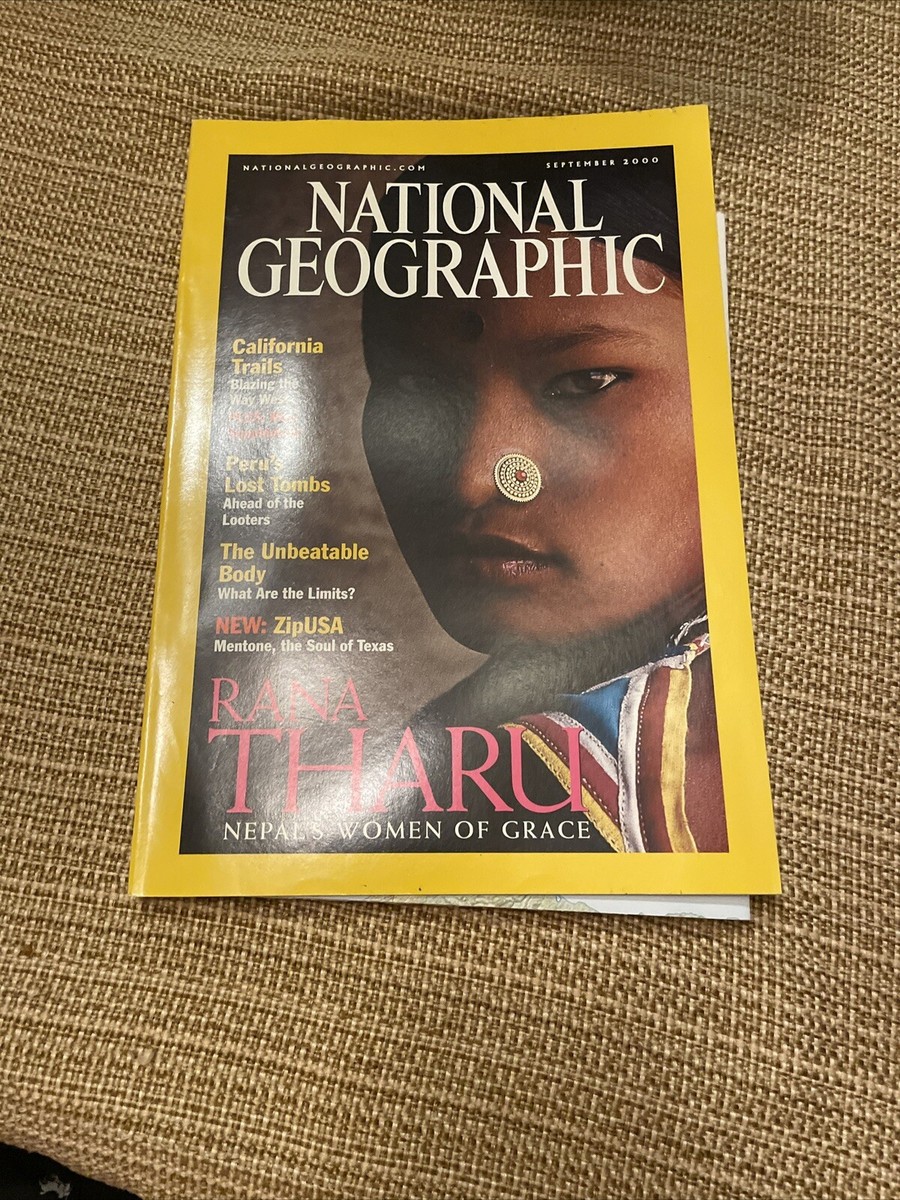 NATIONALGEOGRAPHIC.COM
SEPTEMBER 2000
NATIONAL
GEOGRAPHIC
California
Trails
Blazing the
Way West
Peru's
Lost Tombs
Ahead of the
Looters
The Unbeatable
Body
What Are the Limits?
NEW: ZipUSA
Mentone, the Soul of Texas
RANA
THARU
NEPAL'S WOMEN OF GRACE